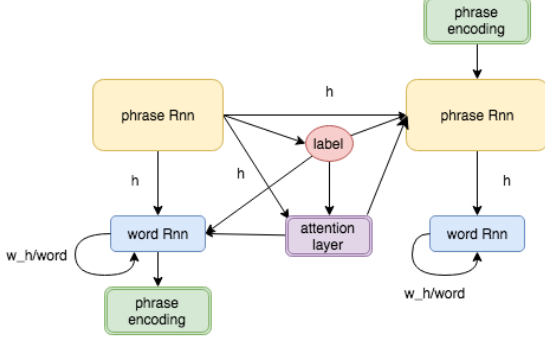 phrase
encoding
h
phrase Rnn
phrase Rnn
label
h
h
h
word Rnn
attention
layer
word Rnn
w_h/word
w_h/word
phrase
encoding